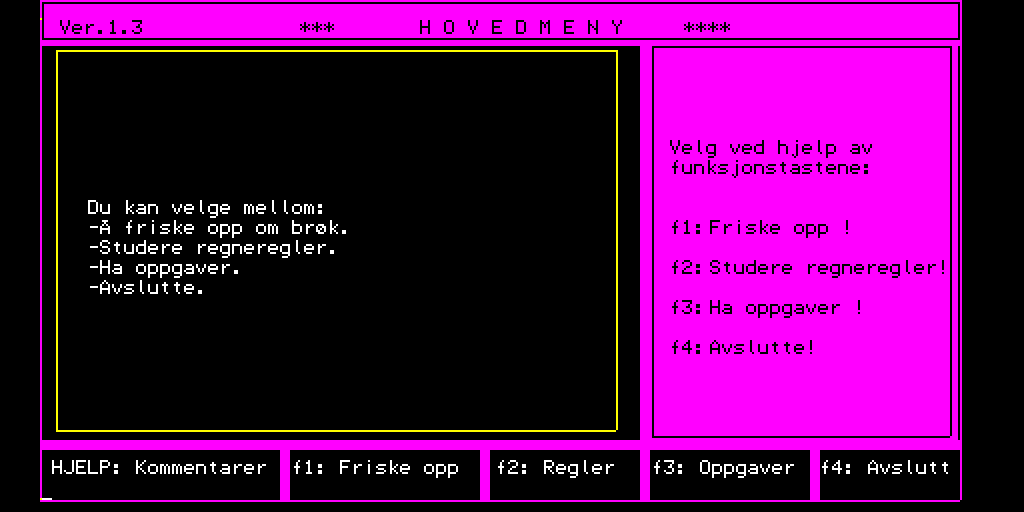 Ver.1.3 *** H O V E D M E N Y ****
Du kan velge mellom:
-Å friske opp om brøk.
-Studere regneregler.
-Ha oppgaver.
-Avslutte.
Velg ved hjelp av
funksjonstastene:
f1: Friske opp !
f2: Studere regneregler!
f3: Ha oppgaver !
f4: Avslutte!
HJELP: Kommentarer f1: Friske opp f2: Regler f3: Oppgaver f4: Avslutt